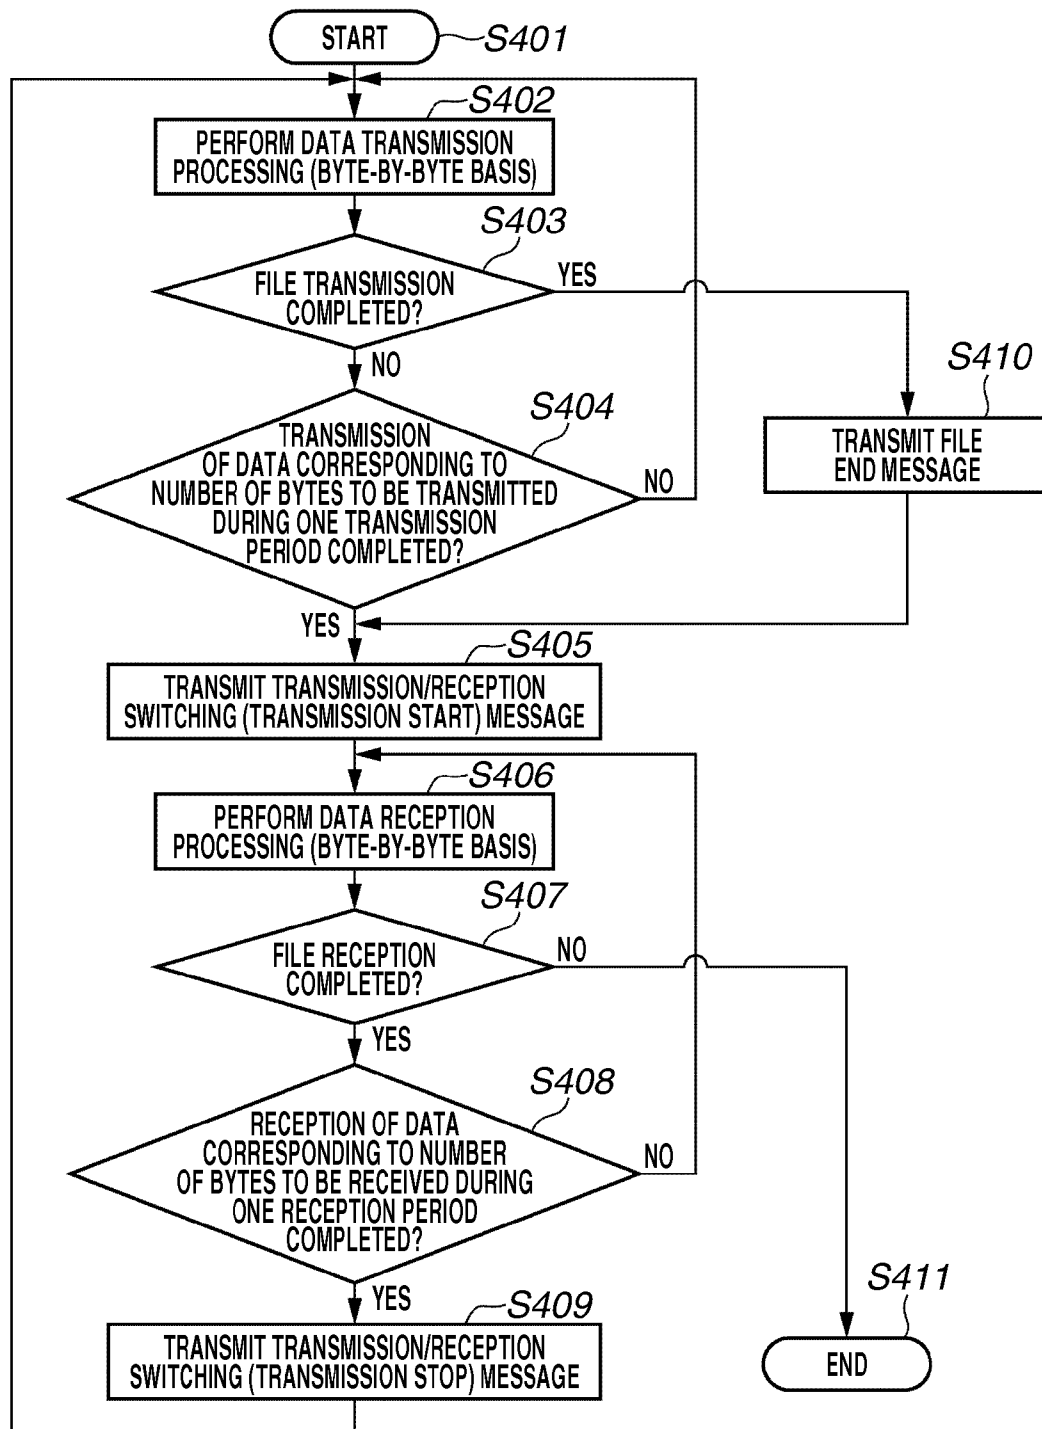 START
S401
S402
PERFORM DATA TRANSMISSION
PROCESSING (BYTE-BY-BYTE BASIS)
S403
FILE TRANSMISSION
COMPLETED?
YES
NO
S410
TRANSMIT FILE
END MESSAGE
S404
TRANSMISSION
OF DATA CORRESPONDING TO
NUMBER OF BYTES TO BE TRANSMITTED
DURING ONE TRANSMISSION
PERIOD COMPLETED?
NO
YES
S405
TRANSMIT TRANSMISSION/RECEPTION
SWITCHING (TRANSMISSION START) MESSAGE
S406
PERFORM DATA RECEPTION
PROCESSING (BYTE-BY-BYTE BASIS)
S407
FILE RECEPTION
COMPLETED?
NO
YES
S408
RECEPTION OF DATA
CORRESPONDING TO NUMBER
OF BYTES TO BE RECEIVED DURING
ONE RECEPTION PERIOD
COMPLETED?
NO
YES
S409
TRANSMIT TRANSMISSION/RECEPTION
SWITCHING (TRANSMISSION STOP) MESSAGE
S411
END